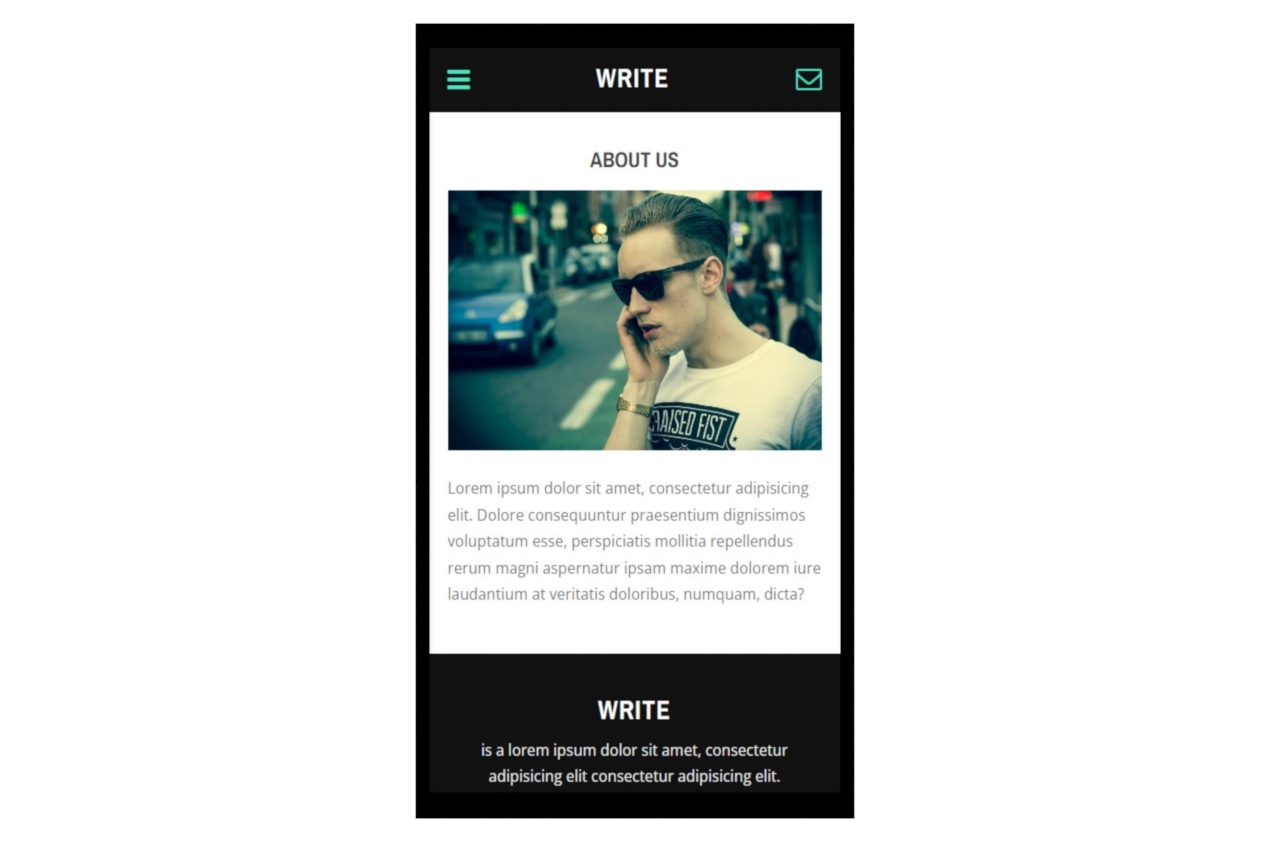 WRITE
ABOUT US
RAISED FIST
Lorem ipsum dolor sit amet, consectetur adipisicing
elit. Dolore consequuntur praesentium dignissimos
voluptatum esse, perspiciatis mollitia repellendus
rerum magni aspernatur ipsam maxime dolorem iure
laudantium at veritatis doloribus, numquam, dicta?
WRITE
is a lorem ipsum dolor sit amet, consectetur
adipisicing elit consectetur adipisicing elit.